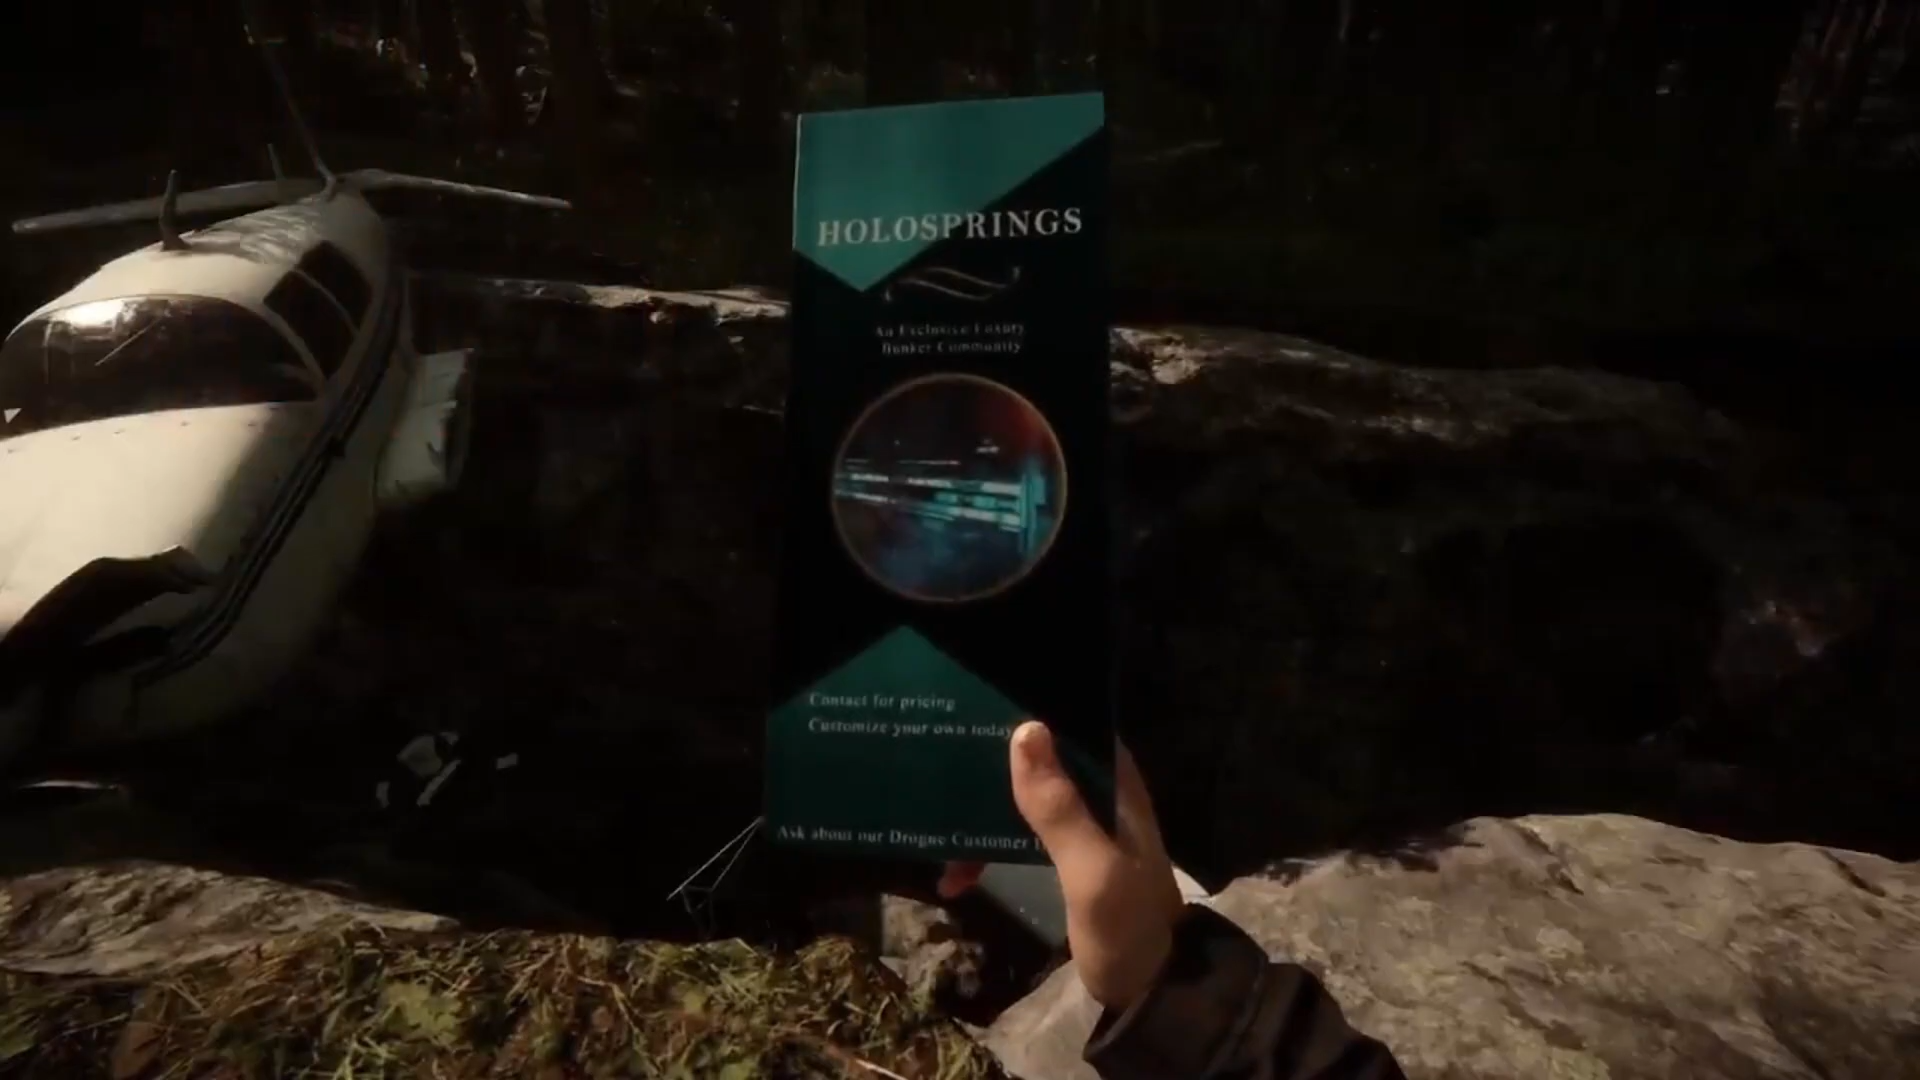 HOLOSPRINGS
An Exclusive Luxury
Bunker Community
Contact for pricing
Customize your own today
Ask about our Drogue Customer